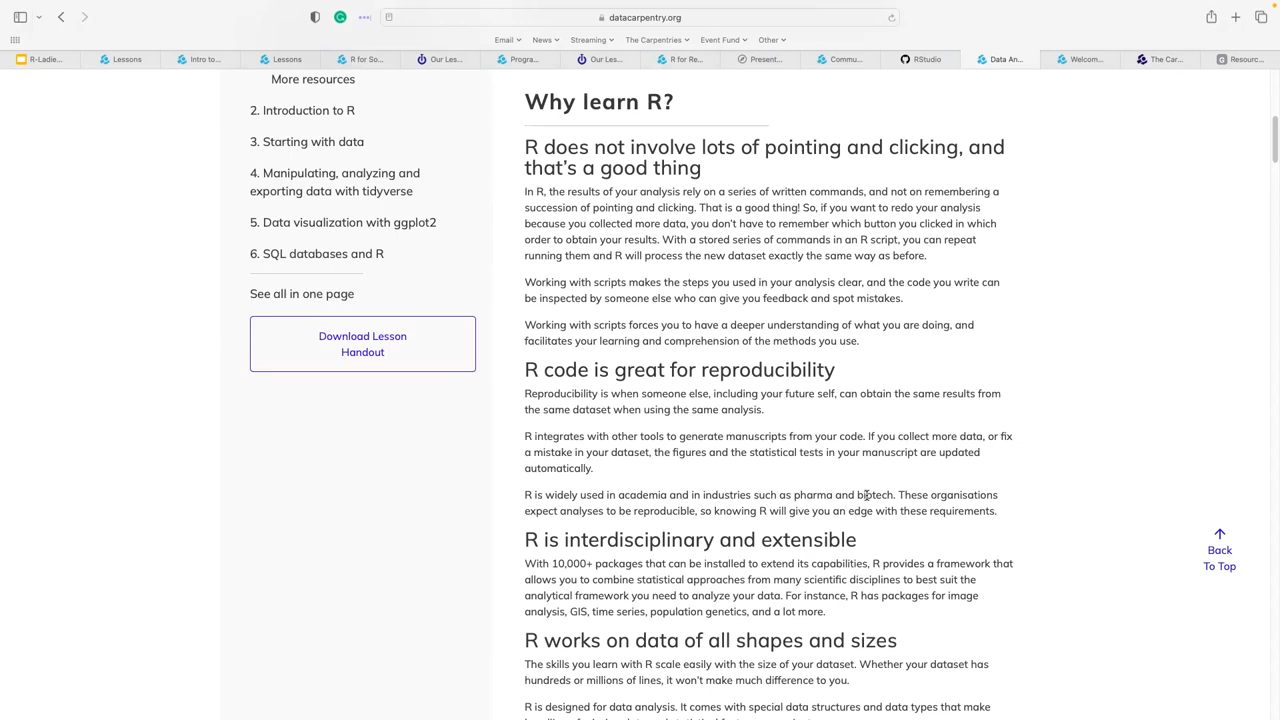 datacarpentry.org
Email News Streaming The Carpentries Event Fund Other
R-Ladie... Lessons Intro to... Lessons R for So... Our Les... Progra... Our Les... R for Re... Present... Commu... RStudio Data An... Welcom... The Car... Resourc...
More resources
2. Introduction to R
3. Starting with data
4. Manipulating, analyzing and
exporting data with tidyverse
5. Data visualization with ggplot2
6. SQL databases and R
See all in one page
Download Lesson
Handout
Why learn R?
R does not involve lots of pointing and clicking, and
that's a good thing
In R, the results of your analysis rely on a series of written commands, and not on remembering a
succession of pointing and clicking. That is a good thing! So, if you want to redo your analysis
because you collected more data, you don't have to remember which button you clicked in which
order to obtain your results. With a stored series of commands in an R script, you can repeat
running them and R will process the new dataset exactly the same way as before.
Working with scripts makes the steps you used in your analysis clear, and the code you write can
be inspected by someone else who can give you feedback and spot mistakes.
Working with scripts forces you to have a deeper understanding of what you are doing, and
facilitates your learning and comprehension of the methods you use.
R code is great for reproducibility
Reproducibility is when someone else, including your future self, can obtain the same results from
the same dataset when using the same analysis.
R integrates with other tools to generate manuscripts from your code. If you collect more data, or fix
a mistake in your dataset, the figures and the statistical tests in your manuscript are updated
automatically.
R is widely used in academia and in industries such as pharma and biotech. These organisations
expect analyses to be reproducible, so knowing R will give you an edge with these requirements.
R is interdisciplinary and extensible
With 10,000+ packages that can be installed to extend its capabilities, R provides a framework that
allows you to combine statistical approaches from many scientific disciplines to best suit the
analytical framework you need to analyze your data. For instance, R has packages for image
analysis, GIS, time series, population genetics, and a lot more.
R works on data of all shapes and sizes
The skills you learn with R scale easily with the size of your dataset. Whether your dataset has
hundreds or millions of lines, it won't make much difference to you.
R is designed for data analysis. It comes with special data structures and data types that make
Back
To Top